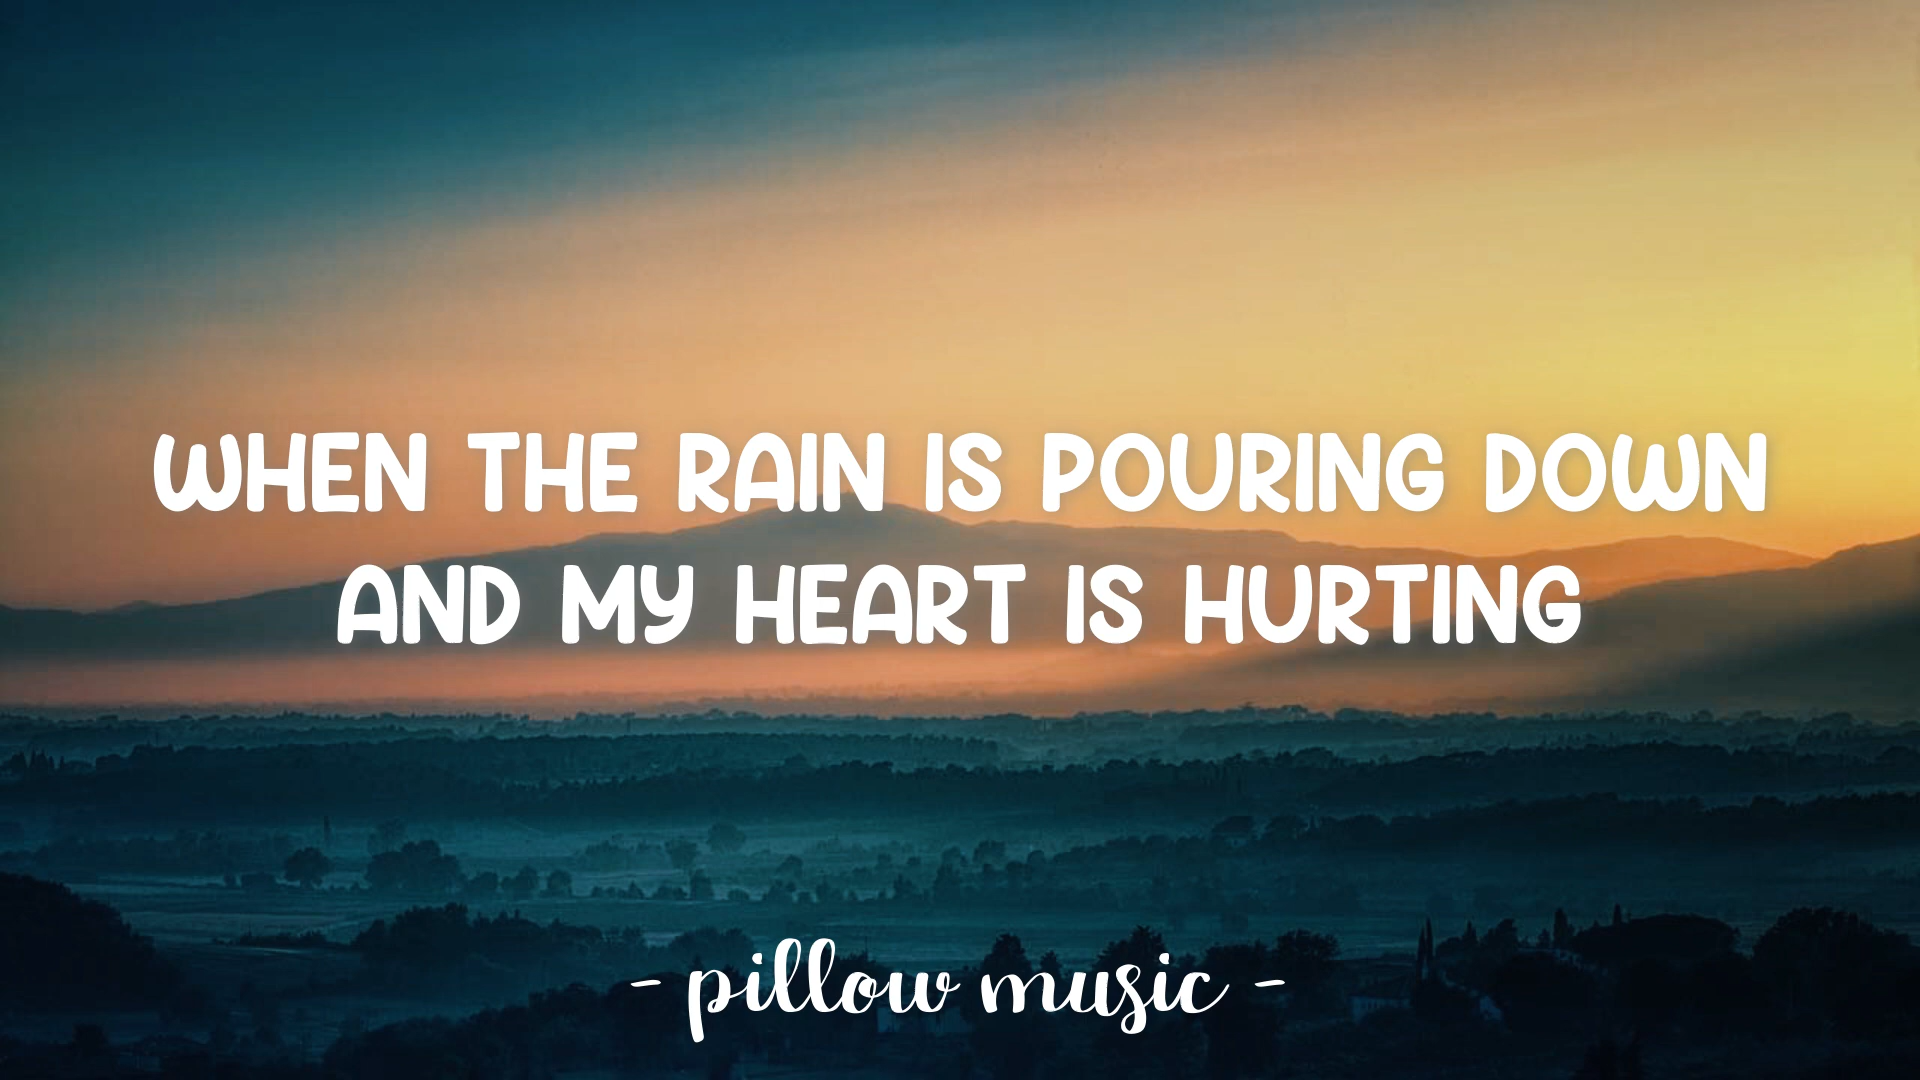 WHEN THE RAIN IS POURING DOWN
AND MY HEART IS HURTING
- pillow music -